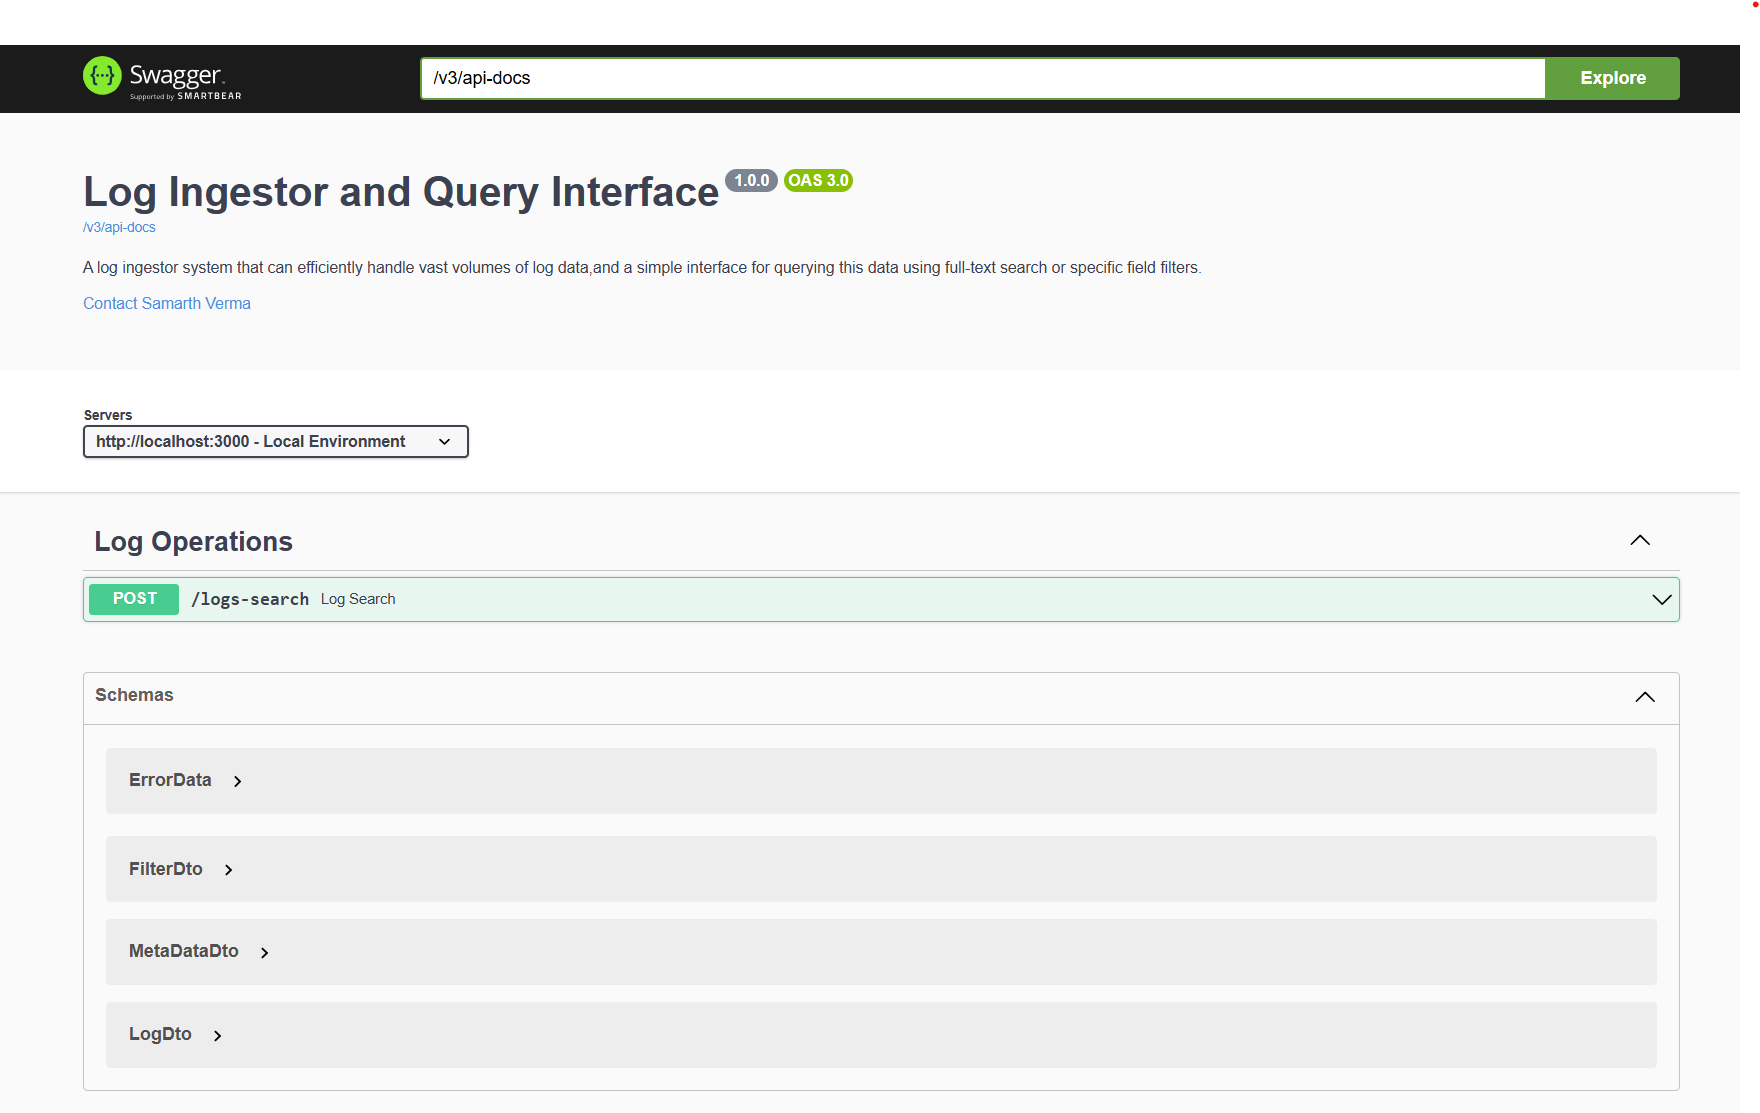 {···} Swagger
Supported by SMARTBEAR
/v3/api-docs
Explore
Log Ingestor and Query Interface 1.0.0 OAS 3.0
/v3/api-docs
A log ingestor system that can efficiently handle vast volumes of log data,and a simple interface for querying this data using full-text search or specific field filters.
Contact Samarth Verma
Servers
http://localhost:3000 - Local Environment
Log Operations
POST /logs-search Log Search
Schemas
ErrorData
FilterDto
MetaDataDto
LogDto